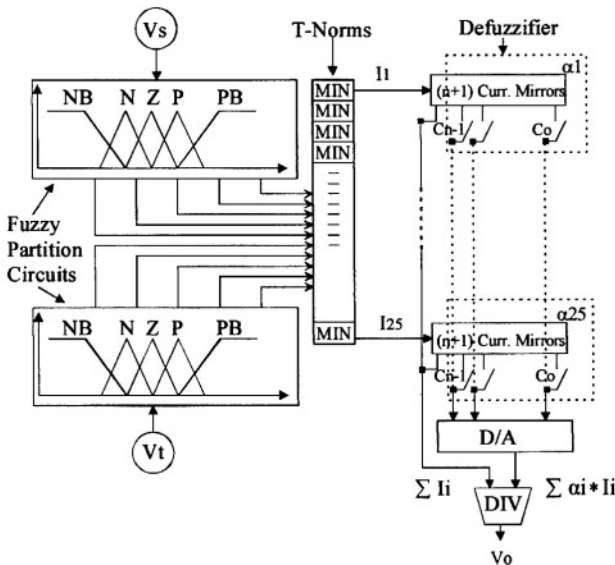 Vs
T-Norms
Defuzzifier
NB N Z P PB
MIN
MIN
MIN
MIN
I1
α1
(n+1) Curr. Mirrors
Cn-1
Co
Fuzzy
Partition
Circuits
NB N Z P PB
MIN
I25
α25
(n+1) Curr. Mirrors
Cn-1
Co
D/A
Vt
∑ Ii
∑ αi * Ii
DIV
Vo